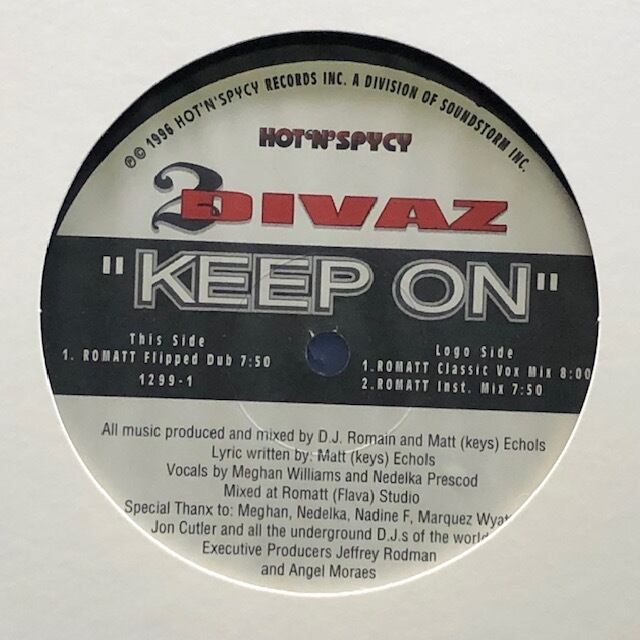 ℗© 1996 HOT'N'SPYCY RECORDS INC. A DIVISION OF SOUNDSTORM INC.
HOT'N'SPYCY
2 DIVAZ
"KEEP ON"
This Side
1. ROMATT Flipped Dub 7:50
1299-1
Logo Side
1.ROMATT Classic Vox Mix 8:00
2.ROMATT Inst. Mix 7:50
All music produced and mixed by D.J. Romain and Matt (keys) Echols
Lyric written by: Matt (keys) Echols
Vocals by Meghan Williams and Nedelka Prescod
Mixed at Romatt (Flava) Studio
Special Thanx to: Meghan, Nedelka, Nadine F, Marquez
Jon Cutler and all the underground D.J.s of the world
Executive Producers Jeffrey Rodman
and Angel Moraes